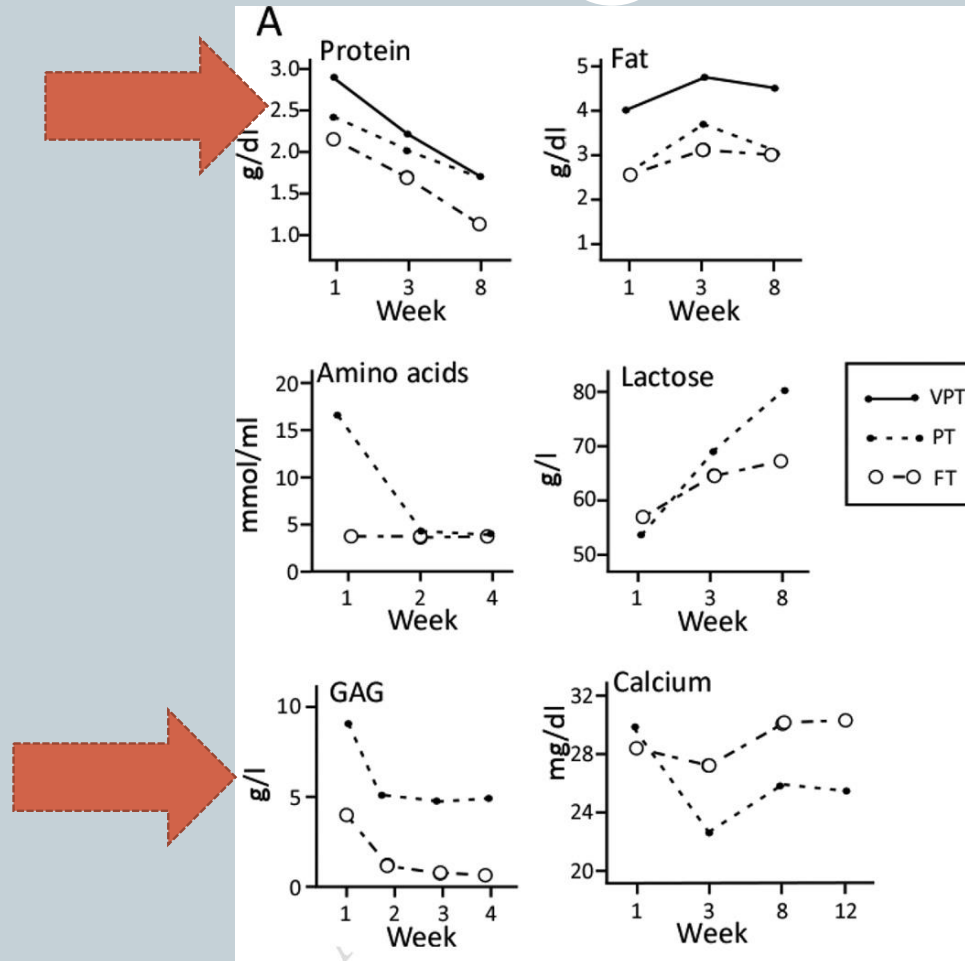 A
Protein
g/dl
3.0
2.5
2.0
1.5
1.0
1 3 8
Week
Fat
g/dl
5
4
3
2
1
1 3 8
Week
Amino acids
mmol/ml
20
15
10
5
0
1 2 4
Week
Lactose
g/l
80
70
60
50
1 3 8
Week
VPT
PT
FT
GAG
g/l
10
5
0
1 2 3 4
Week
Calcium
mg/dl
32
28
24
20
1 3 8 12
Week